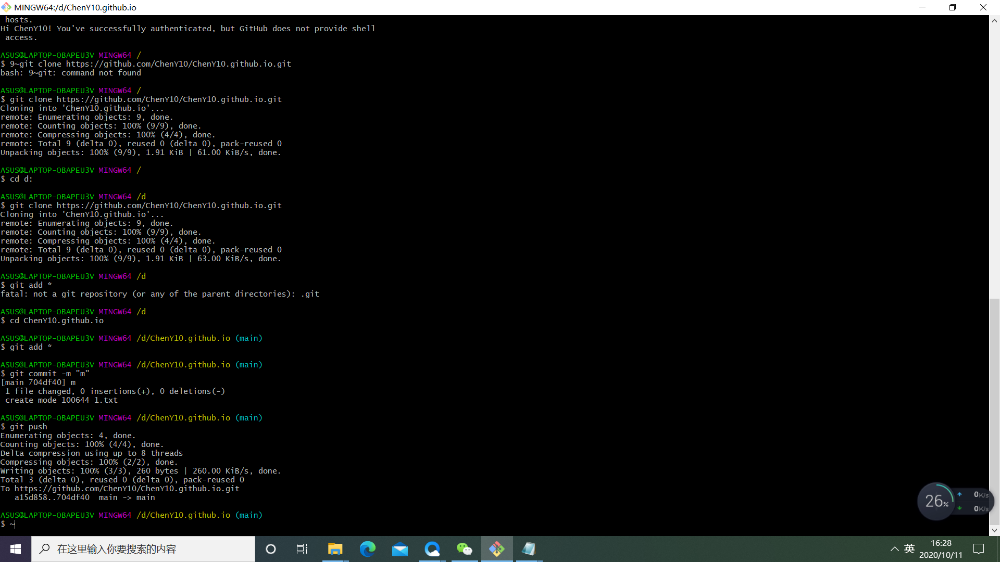 MINGW64:/d/ChenY10.github.io
 hosts.
Hi ChenY10! You've successfully authenticated, but GitHub does not provide shell
 access.
ASUS@LAPTOP-OBAPEU3V MINGW64 /
$ 9~git clone https://github.com/ChenY10/ChenY10.github.io.git
bash: 9~git: command not found
ASUS@LAPTOP-OBAPEU3V MINGW64 /
$ git clone https://github.com/ChenY10/ChenY10.github.io.git
Cloning into 'ChenY10.github.io'...
remote: Enumerating objects: 9, done.
remote: Counting objects: 100% (9/9), done.
remote: Compressing objects: 100% (4/4), done.
remote: Total 9 (delta 0), reused 0 (delta 0), pack-reused 0
Unpacking objects: 100% (9/9), 1.91 KiB | 61.00 KiB/s, done.
ASUS@LAPTOP-OBAPEU3V MINGW64 /
$ cd d:
ASUS@LAPTOP-OBAPEU3V MINGW64 /d
$ git clone https://github.com/ChenY10/ChenY10.github.io.git
Cloning into 'ChenY10.github.io'...
remote: Enumerating objects: 9, done.
remote: Counting objects: 100% (9/9), done.
remote: Compressing objects: 100% (4/4), done.
remote: Total 9 (delta 0), reused 0 (delta 0), pack-reused 0
Unpacking objects: 100% (9/9), 1.91 KiB | 63.00 KiB/s, done.
ASUS@LAPTOP-OBAPEU3V MINGW64 /d
$ git add *
fatal: not a git repository (or any of the parent directories): .git
ASUS@LAPTOP-OBAPEU3V MINGW64 /d
$ cd ChenY10.github.io
ASUS@LAPTOP-OBAPEU3V MINGW64 /d/ChenY10.github.io (main)
$ git add *
ASUS@LAPTOP-OBAPEU3V MINGW64 /d/ChenY10.github.io (main)
$ git commit -m "m"
[main 704df40] m
 1 file changed, 0 insertions(+), 0 deletions(-)
 create mode 100644 1.txt
ASUS@LAPTOP-OBAPEU3V MINGW64 /d/ChenY10.github.io (main)
$ git push
Enumerating objects: 4, done.
Counting objects: 100% (4/4), done.
Delta compression using up to 8 threads
Compressing objects: 100% (2/2), done.
Writing objects: 100% (3/3), 260 bytes | 260.00 KiB/s, done.
Total 3 (delta 0), reused 0 (delta 0), pack-reused 0
To https://github.com/ChenY10/ChenY10.github.io.git
   a15d858..704df40  main -> main
ASUS@LAPTOP-OBAPEU3V MINGW64 /d/ChenY10.github.io (main)
$ ~
26%
0K/s
0K/s
在这里输入你要搜索的内容
英
16:28
2020/10/11